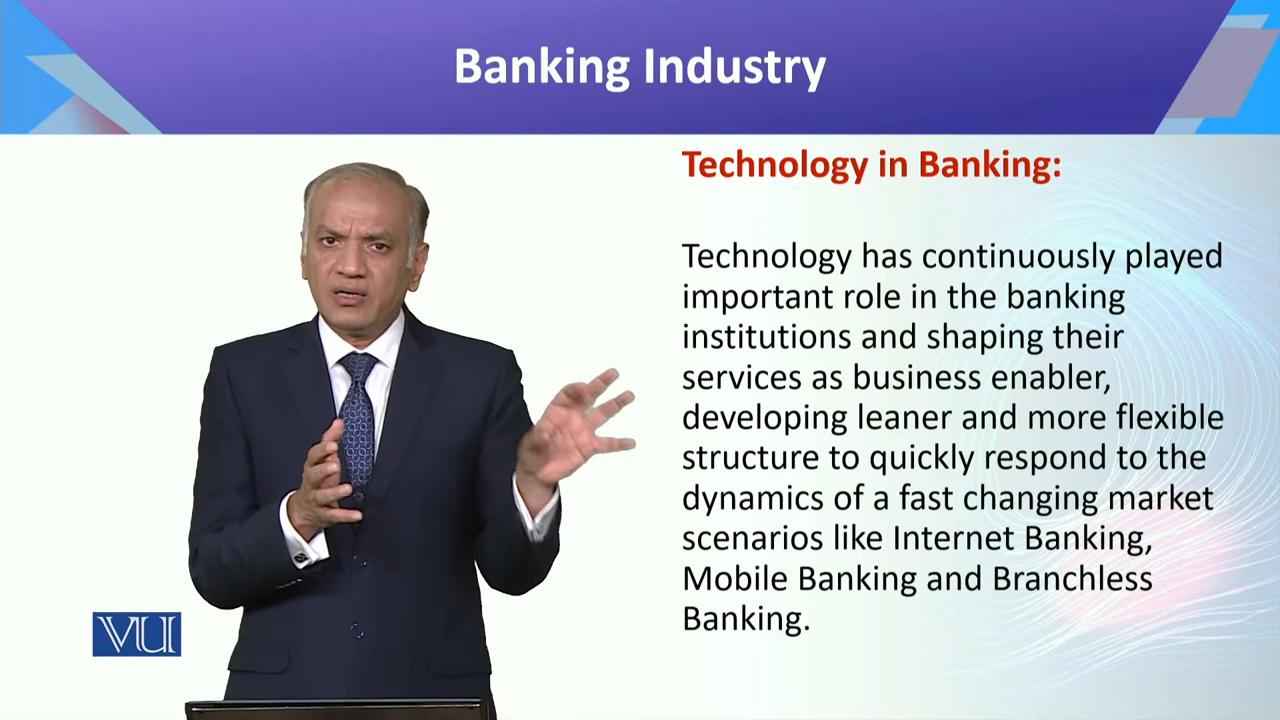 Banking Industry
Technology in Banking:
Technology has continuously played
important role in the banking
institutions and shaping their
services as business enabler,
developing leaner and more flexible
structure to quickly respond to the
dynamics of a fast changing market
scenarios like Internet Banking,
Mobile Banking and Branchless
Banking.
VU